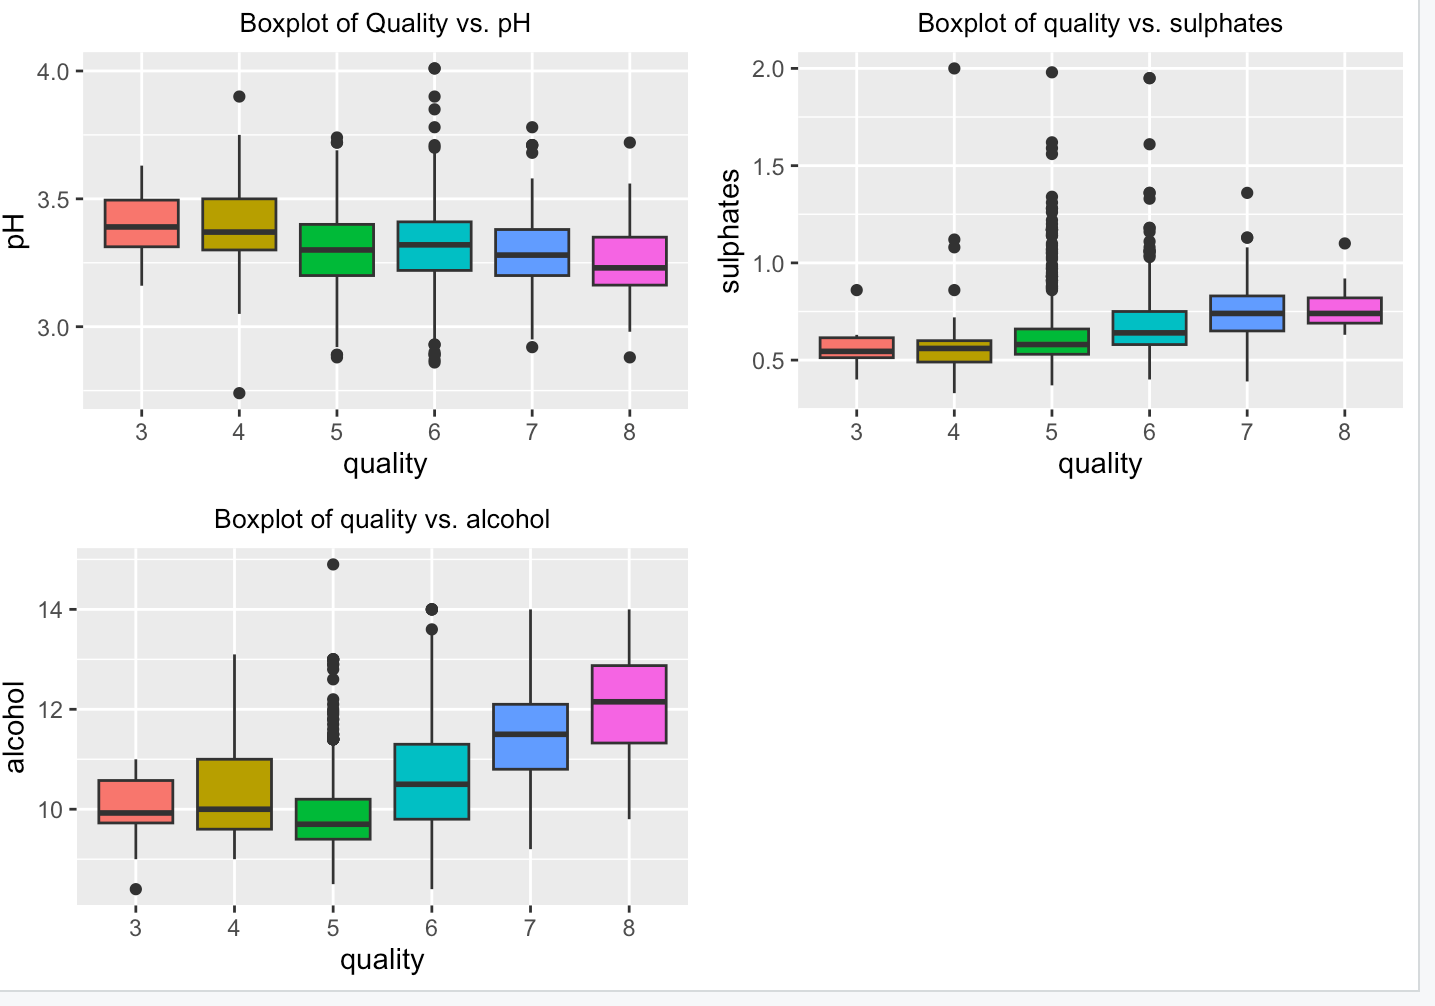 Boxplot of Quality vs. pH
4.0
3.5
3.0
pH
3 4 5 6 7 8
quality
Boxplot of quality vs. sulphates
2.0
1.5
1.0
0.5
sulphates
3 4 5 6 7 8
quality
Boxplot of quality vs. alcohol
14
12
10
alcohol
3 4 5 6 7 8
quality